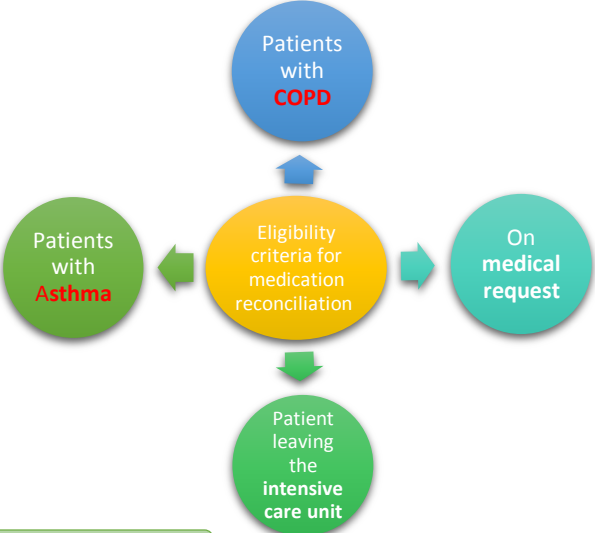 Patients
with
COPD
Patients
with
Asthma
Eligibility
criteria for
medication
reconciliation
On
medical
request
Patient
leaving
the
intensive
care unit